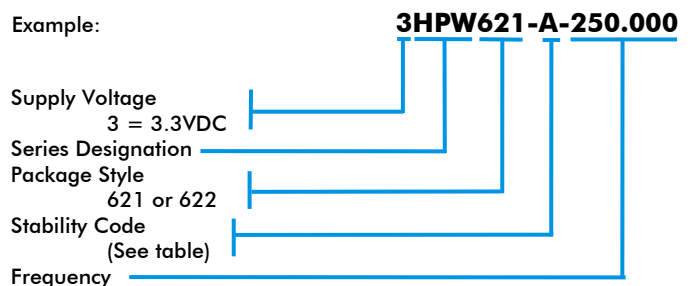 Example: 3HPW621-A-250.000
Supply Voltage
3 = 3.3VDC
Series Designation
Package Style
621 or 622
Stability Code
(See table)
Frequency